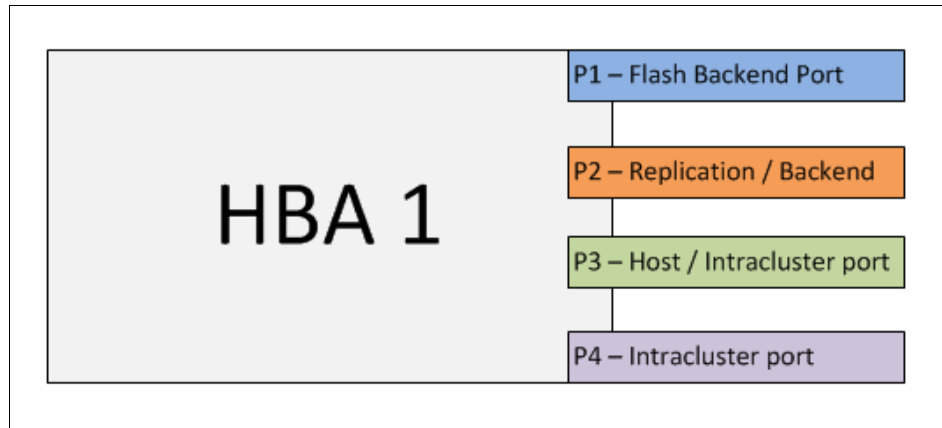 P1 – Flash Backend Port
P2 – Replication / Backend
HBA 1
P3 – Host / Intracluster port
P4 – Intracluster port